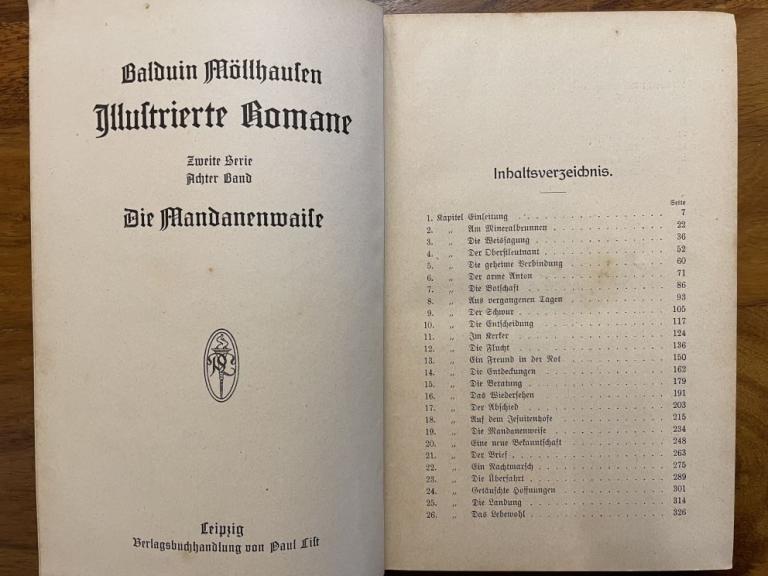 Balduin Möllhausen
Illustrierte Romane
Zweite Serie
Achter Band
Die Mandanenwaise
Leipzig
Verlagsbuchhandlung von Paul List
Inhaltsverzeichnis.
Seite
1. Kapitel Einleitung . . . . . . . . . . . . . . . 7
2. „ Am Mineralbrunnen . . . . . . . . . . . . 22
3. „ Die Weissagung . . . . . . . . . . . . . 36
4. „ Der Oberstleutnant . . . . . . . . . . . . 52
5. „ Die geheime Verbindung . . . . . . . . . . 60
6. „ Der arme Anton . . . . . . . . . . . . . 71
7. „ Die Botschaft . . . . . . . . . . . . . . 86
8. „ Aus vergangenen Tagen . . . . . . . . . . 93
9. „ Der Schwur . . . . . . . . . . . . . . . 105
10. „ Die Entscheidung . . . . . . . . . . . . . 117
11. „ Im Kerker . . . . . . . . . . . . . . . 124
12. „ Die Flucht . . . . . . . . . . . . . . . 136
13. „ Ein Freund in der Not . . . . . . . . . . . 150
14. „ Die Entdeckungen . . . . . . . . . . . . . 162
15. „ Die Beratung . . . . . . . . . . . . . . 179
16. „ Das Wiedersehen . . . . . . . . . . . . . 191
17. „ Der Abschied . . . . . . . . . . . . . . 203
18. „ Auf dem Jesuitenhofe . . . . . . . . . . . 215
19. „ Die Mandanenweise . . . . . . . . . . . . 234
20. „ Eine neue Bekanntschaft . . . . . . . . . . 248
21. „ Der Brief . . . . . . . . . . . . . . . 263
22. „ Ein Nachtmarsch . . . . . . . . . . . . . 275
23. „ Die Überfahrt . . . . . . . . . . . . . . 289
24. „ Getäuschte Hoffnungen . . . . . . . . . . . 301
25. „ Die Landung . . . . . . . . . . . . . . 314
26. „ Das Lebewohl . . . . . . . . . . . . . . 326